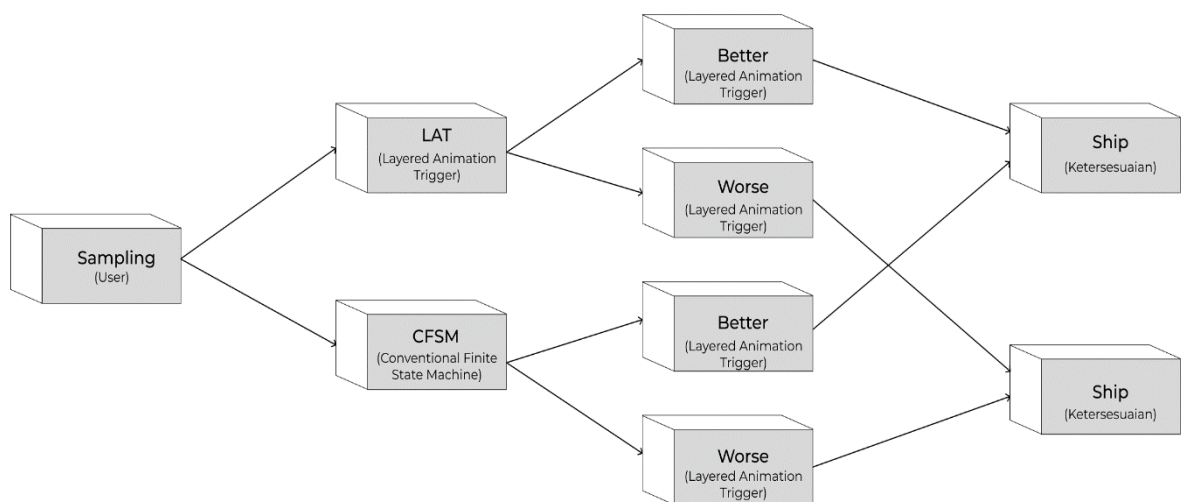 Sampling
(User)
LAT
(Layered Animation
Trigger)
CFSM
(Conventional Finite
State Machine)
Better
(Layered Animation
Trigger)
Worse
(Layered Animation
Trigger)
Better
(Layered Animation
Trigger)
Worse
(Layered Animation
Trigger)
Ship
(Ketersesuaian)
Ship
(Ketersesuaian)